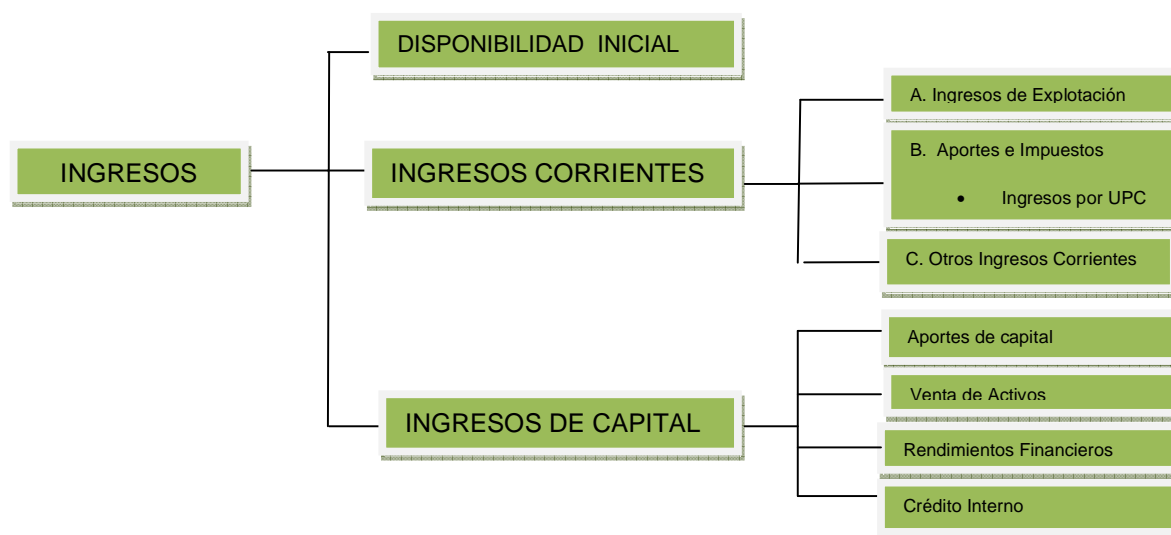 DISPONIBILIDAD INICIAL
A. Ingresos de Explotación
B. Aportes e Impuestos
• Ingresos por UPC
INGRESOS
INGRESOS CORRIENTES
C. Otros Ingresos Corrientes
Aportes de capital
Venta de Activos
INGRESOS DE CAPITAL
Rendimientos Financieros
Crédito Interno